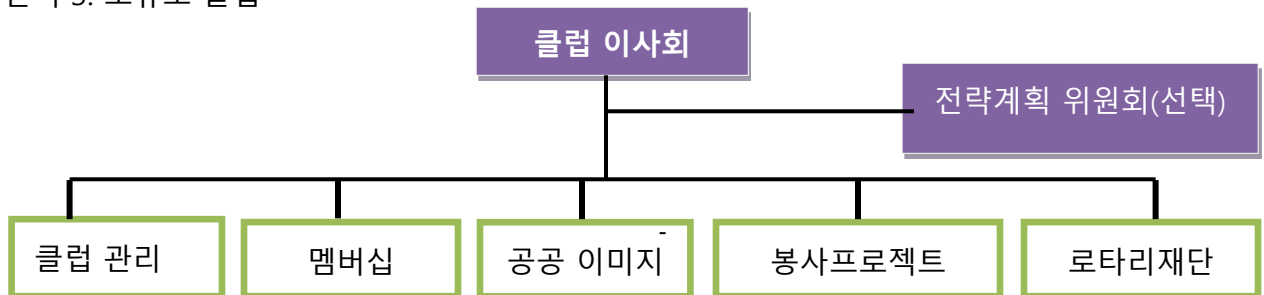 클럽 이사회
전략계획 위원회(선택)
-
클럽 관리
멤버십
공공 이미지
봉사프로젝트
로타리재단